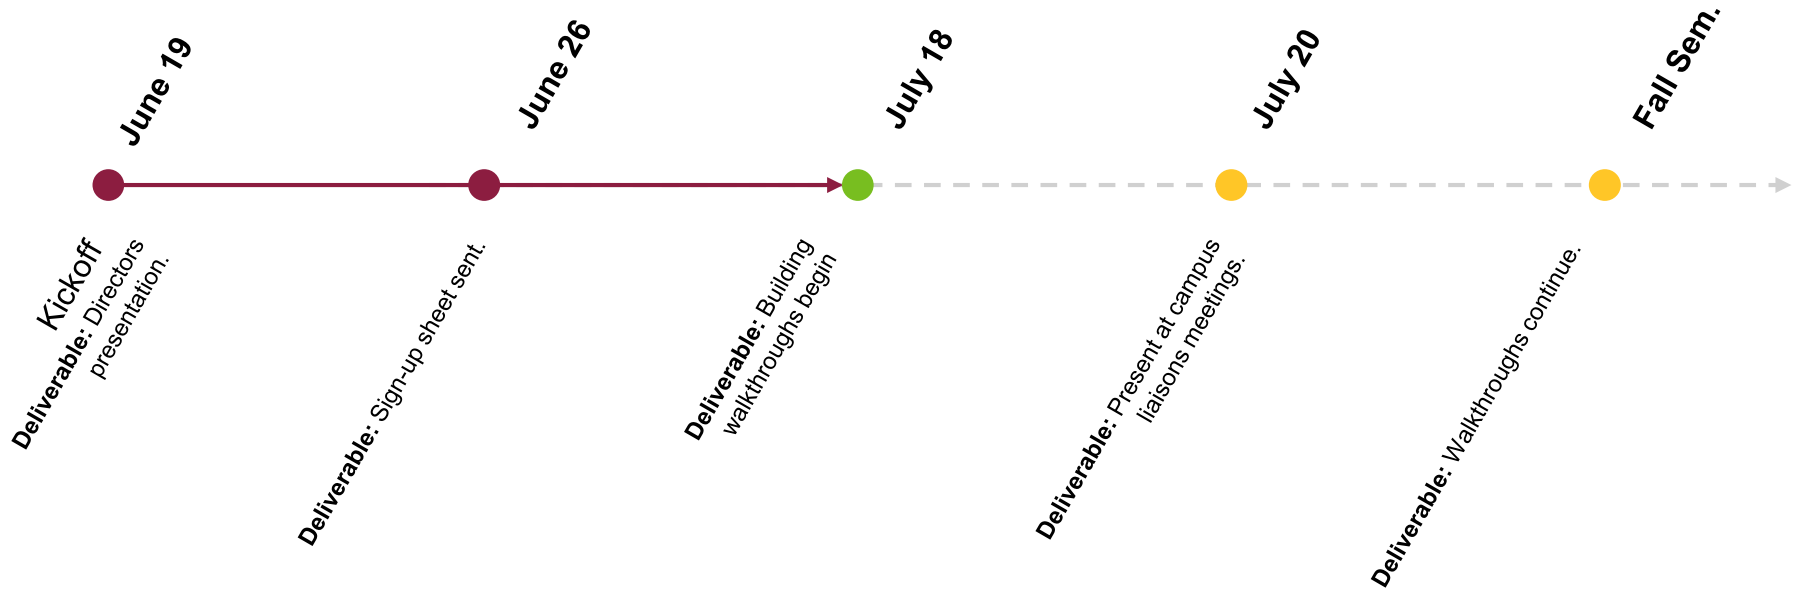 June 19
June 26
July 18
July 20
Fall Sem.
Kickoff
Deliverable: Directors
presentation.
Deliverable: Sign-up sheet sent.
Deliverable: Building
walkthroughs begin
Deliverable: Present at campus
liaisons meetings.
Deliverable: Walkthroughs continue.